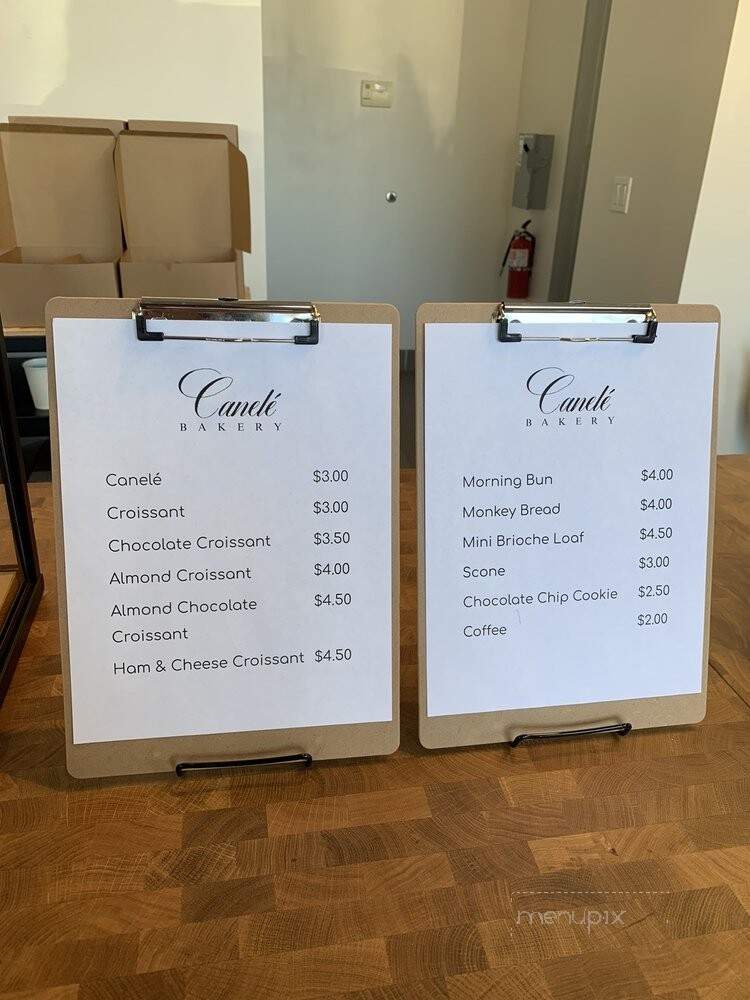 Canelé
BAKERY
Canelé $3.00
Croissant $3.00
Chocolate Croissant $3.50
Almond Croissant $4.00
Almond Chocolate $4.50
Croissant
Ham & Cheese Croissant $4.50
Canelé
BAKERY
Morning Bun $4.00
Monkey Bread $4.00
Mini Brioche Loaf $4.50
Scone $3.00
Chocolate Chip Cookie $2.50
Coffee $2.00
menupix